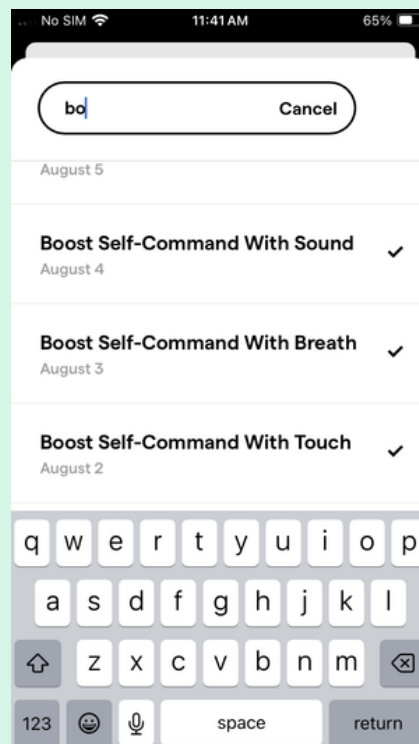 No SIM 11:41 AM 65%
bo Cancel
August 5
Boost Self-Command With Sound
August 4
Boost Self-Command With Breath
August 3
Boost Self-Command With Touch
August 2
q w e r t y u i o p
a s d f g h j k l
z x c v b n m
123 space return